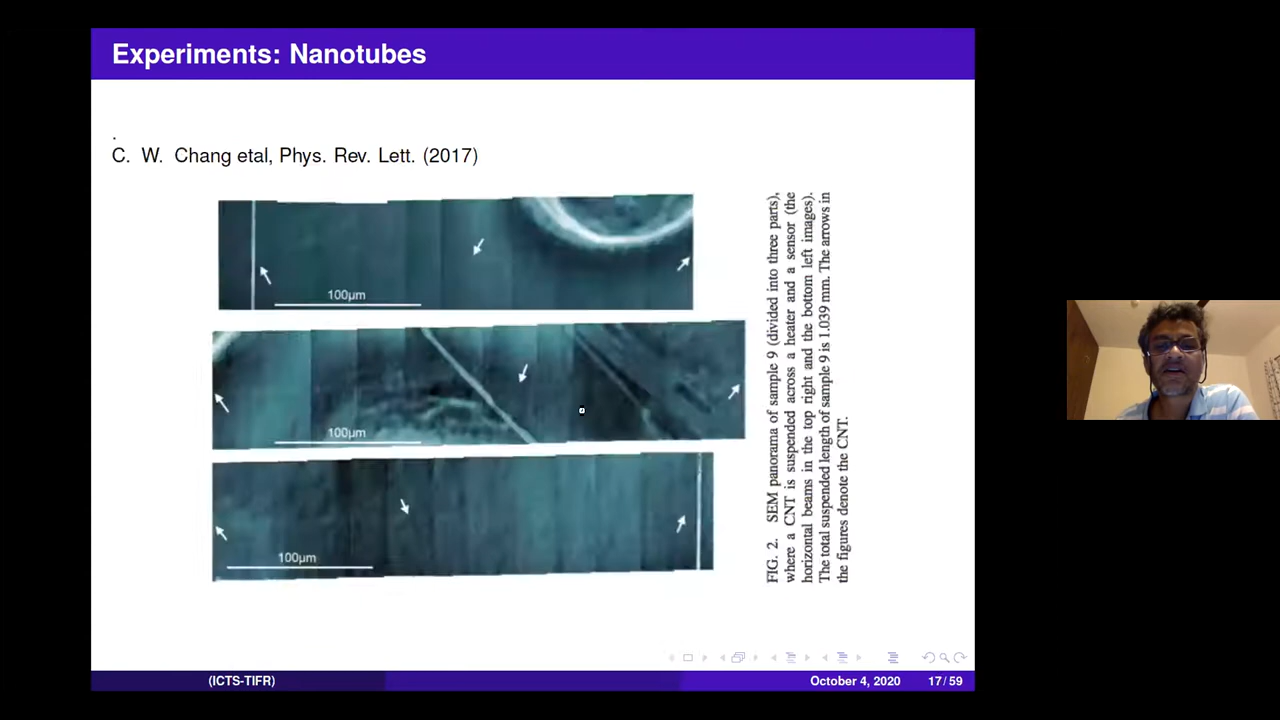 Experiments: Nanotubes
.
C. W. Chang etal, Phys. Rev. Lett. (2017)
100μm
100μm
100μm
FIG. 2. SEM panorama of sample 9 (divided into three parts),
where a CNT is suspended across a heater and a sensor (the
horizontal beams in the top right and the bottom left images).
The total suspended length of sample 9 is 1.039 mm. The arrows in
the figures denote the CNT.
(ICTS-TIFR)
October 4, 2020
17/59